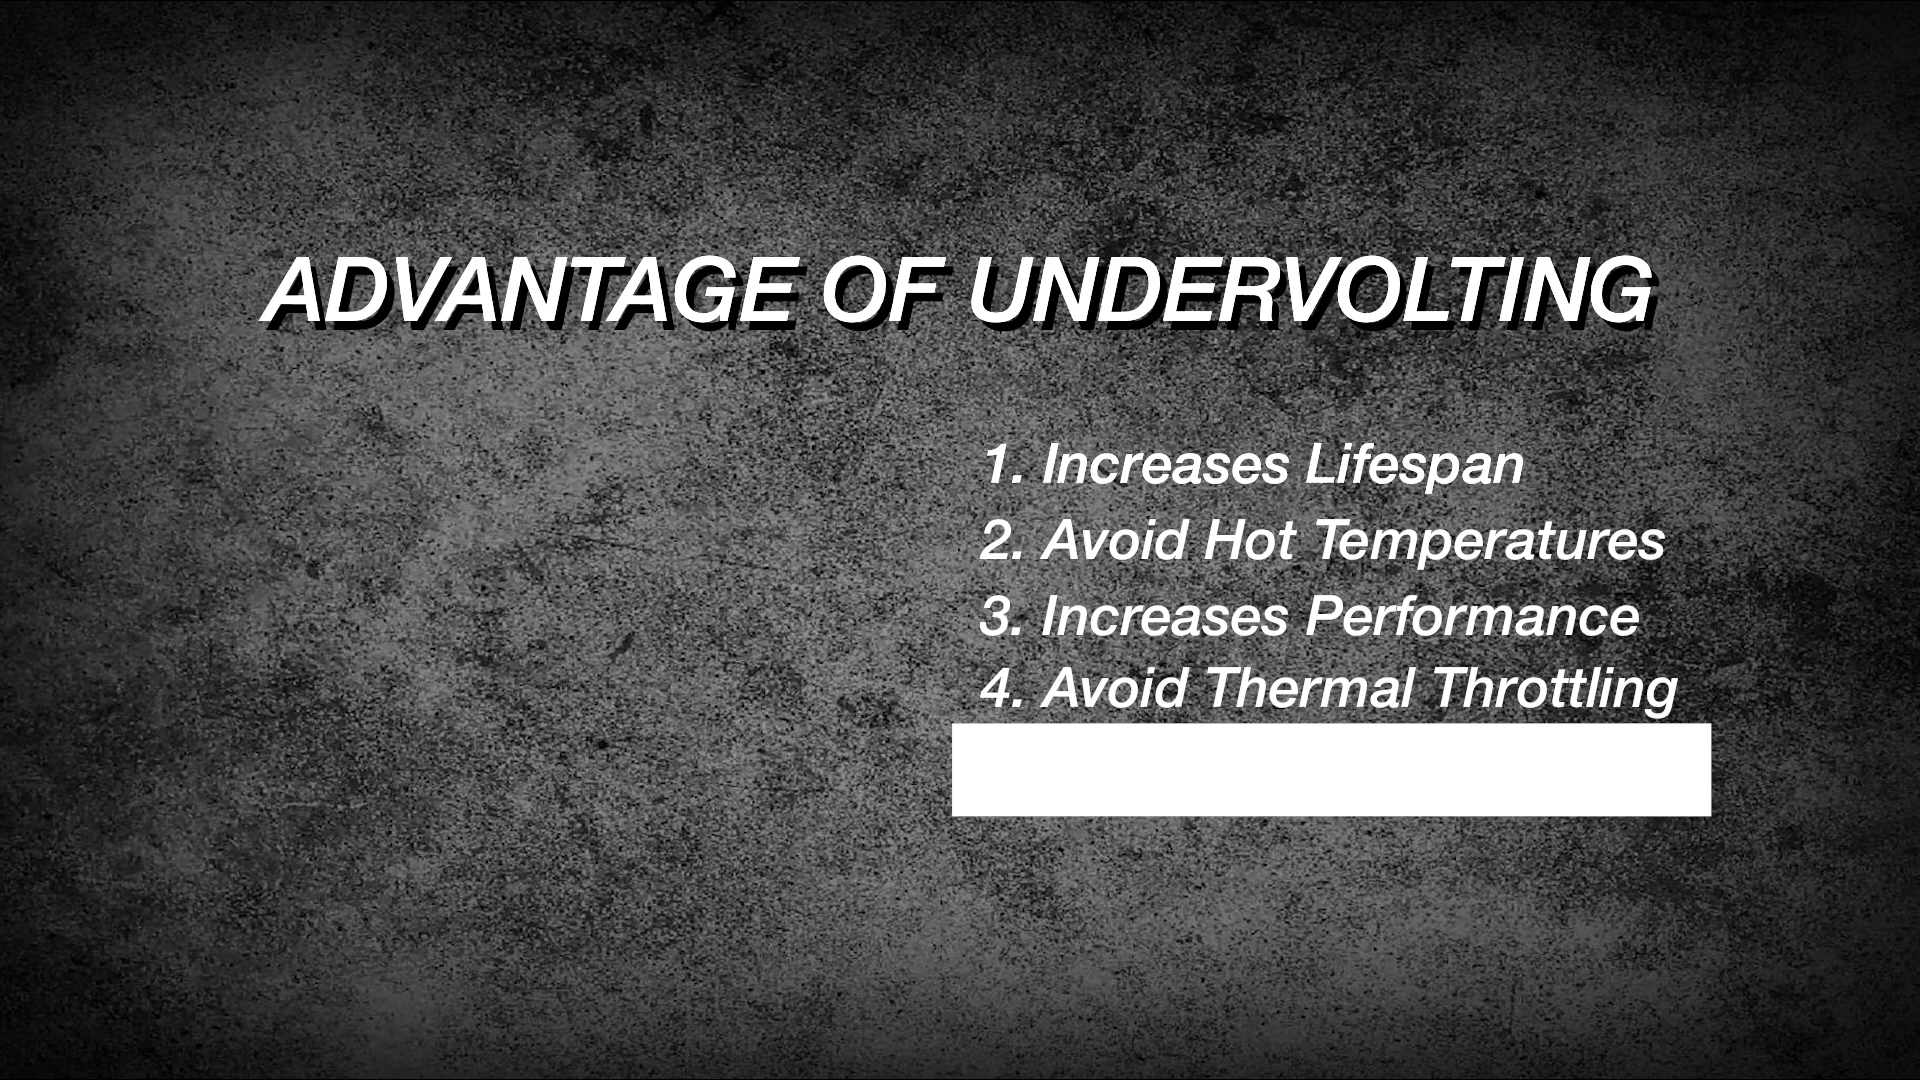 ADVANTAGE OF UNDERVOLTING
1. Increases Lifespan
2. Avoid Hot Temperatures
3. Increases Performance
4. Avoid Thermal Throttling